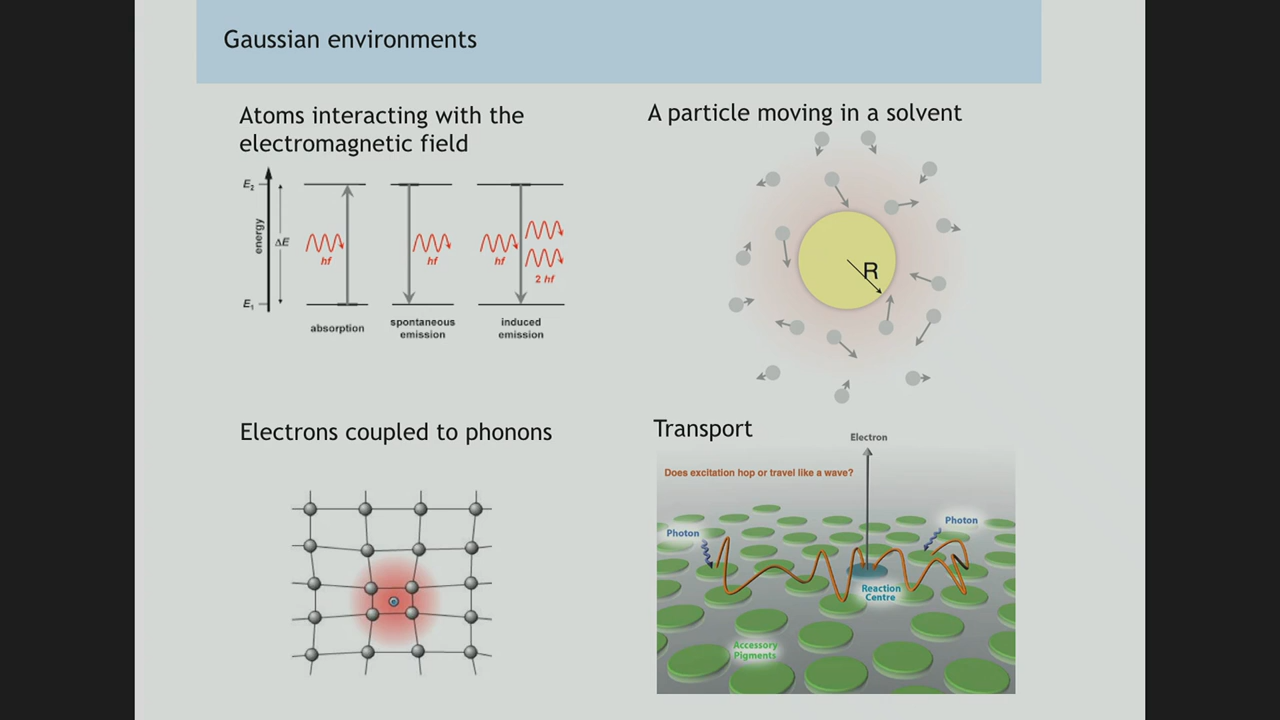 Gaussian environments
Atoms interacting with the
electromagnetic field
E2
energy
ΔE
E1
hf
hf
hf
2 hf
absorption
spontaneous
emission
induced
emission
A particle moving in a solvent
R
Electrons coupled to phonons
Transport
Electron
Does excitation hop or travel like a wave?
Photon
Photon
Reaction
Centre
Accessory
Pigments